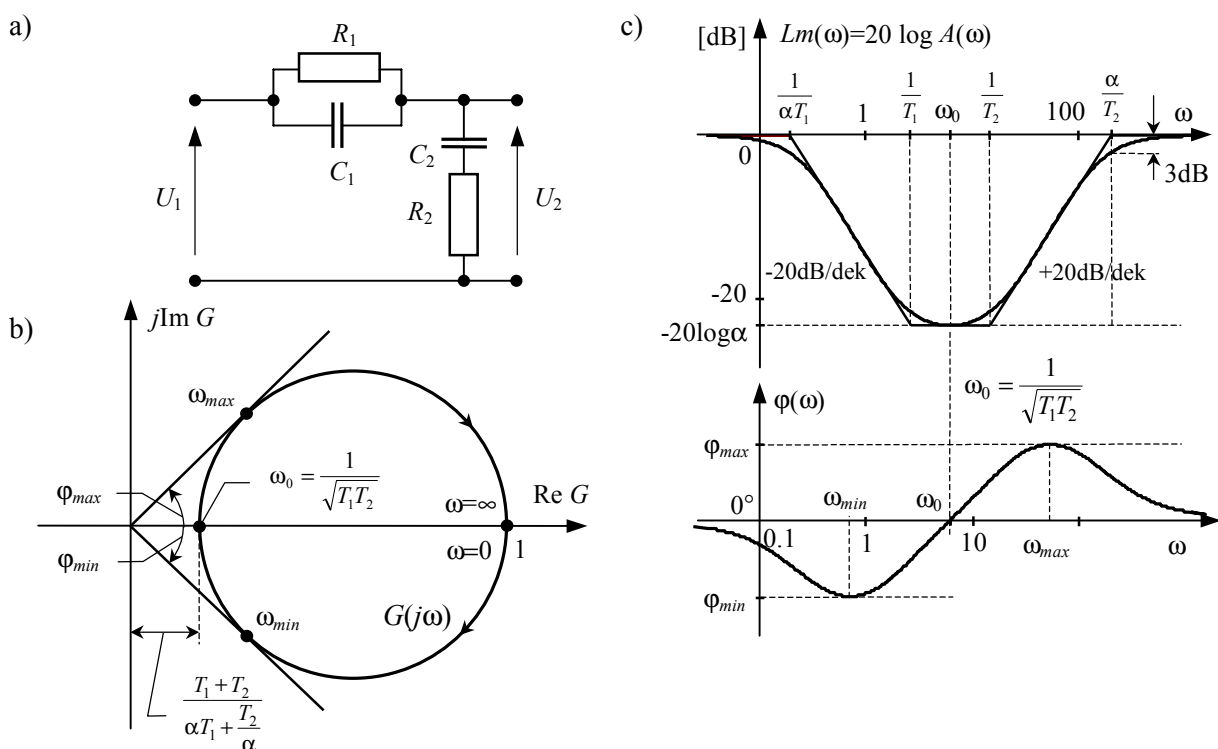 a)
R₁
C₁
C₂
R₂
U₁
U₂
b)
jIm G
ωmax
φmax
φmin
ω₀ = 1/√(T₁T₂)
ω=∞
ω=0
Re G
1
ωmin
G(jω)
(T₁ + T₂)/(αT₁ + T₂/α)
c)
[dB]
Lm(ω)=20 log A(ω)
1/(αT₁)
1
1/T₁
ω₀
1/T₂
100
α/T₂
ω
0
3dB
-20dB/dek
+20dB/dek
-20
-20logα
φ(ω)
ω₀ = 1/√(T₁T₂)
φmax
0°
ωmin
ω₀
0.1
1
10
ωmax
ω
φmin